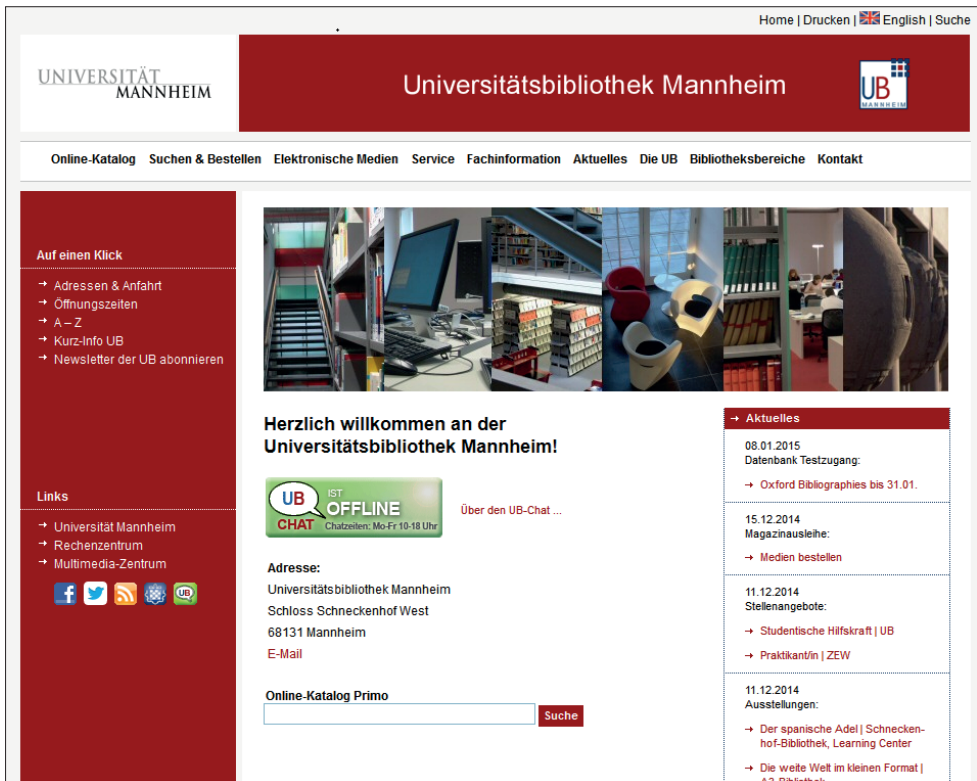 Home | Drucken | English | Suche
UNIVERSITÄT
MANNHEIM
Universitätsbibliothek Mannheim
UB
MANNHEIM
Online-Katalog Suchen & Bestellen Elektronische Medien Service Fachinformation Aktuelles Die UB Bibliotheksbereiche Kontakt
Auf einen Klick
→ Adressen & Anfahrt
→ Öffnungszeiten
→ A – Z
→ Kurz-Info UB
→ Newsletter der UB abonnieren
Links
→ Universität Mannheim
→ Rechenzentrum
→ Multimedia-Zentrum
f
UB
Herzlich willkommen an der
Universitätsbibliothek Mannheim!
UB
CHAT
IST
OFFLINE
Chatzeiten: Mo-Fr 10-18 Uhr
Über den UB-Chat ...
Adresse:
Universitätsbibliothek Mannheim
Schloss Schneckenhof West
68131 Mannheim
E-Mail
Online-Katalog Primo
Suche
→ Aktuelles
08.01.2015
Datenbank Testzugang:
→ Oxford Bibliographies bis 31.01.
15.12.2014
Magazinausleihe:
→ Medien bestellen
11.12.2014
Stellenangebote:
→ Studentische Hilfskraft | UB
→ Praktikant/in | ZEW
11.12.2014
Ausstellungen:
→ Der spanische Adel | Schnecken-
hof-Bibliothek, Learning Center
→ Die weite Welt im kleinen Format |
A3-Bibliothek